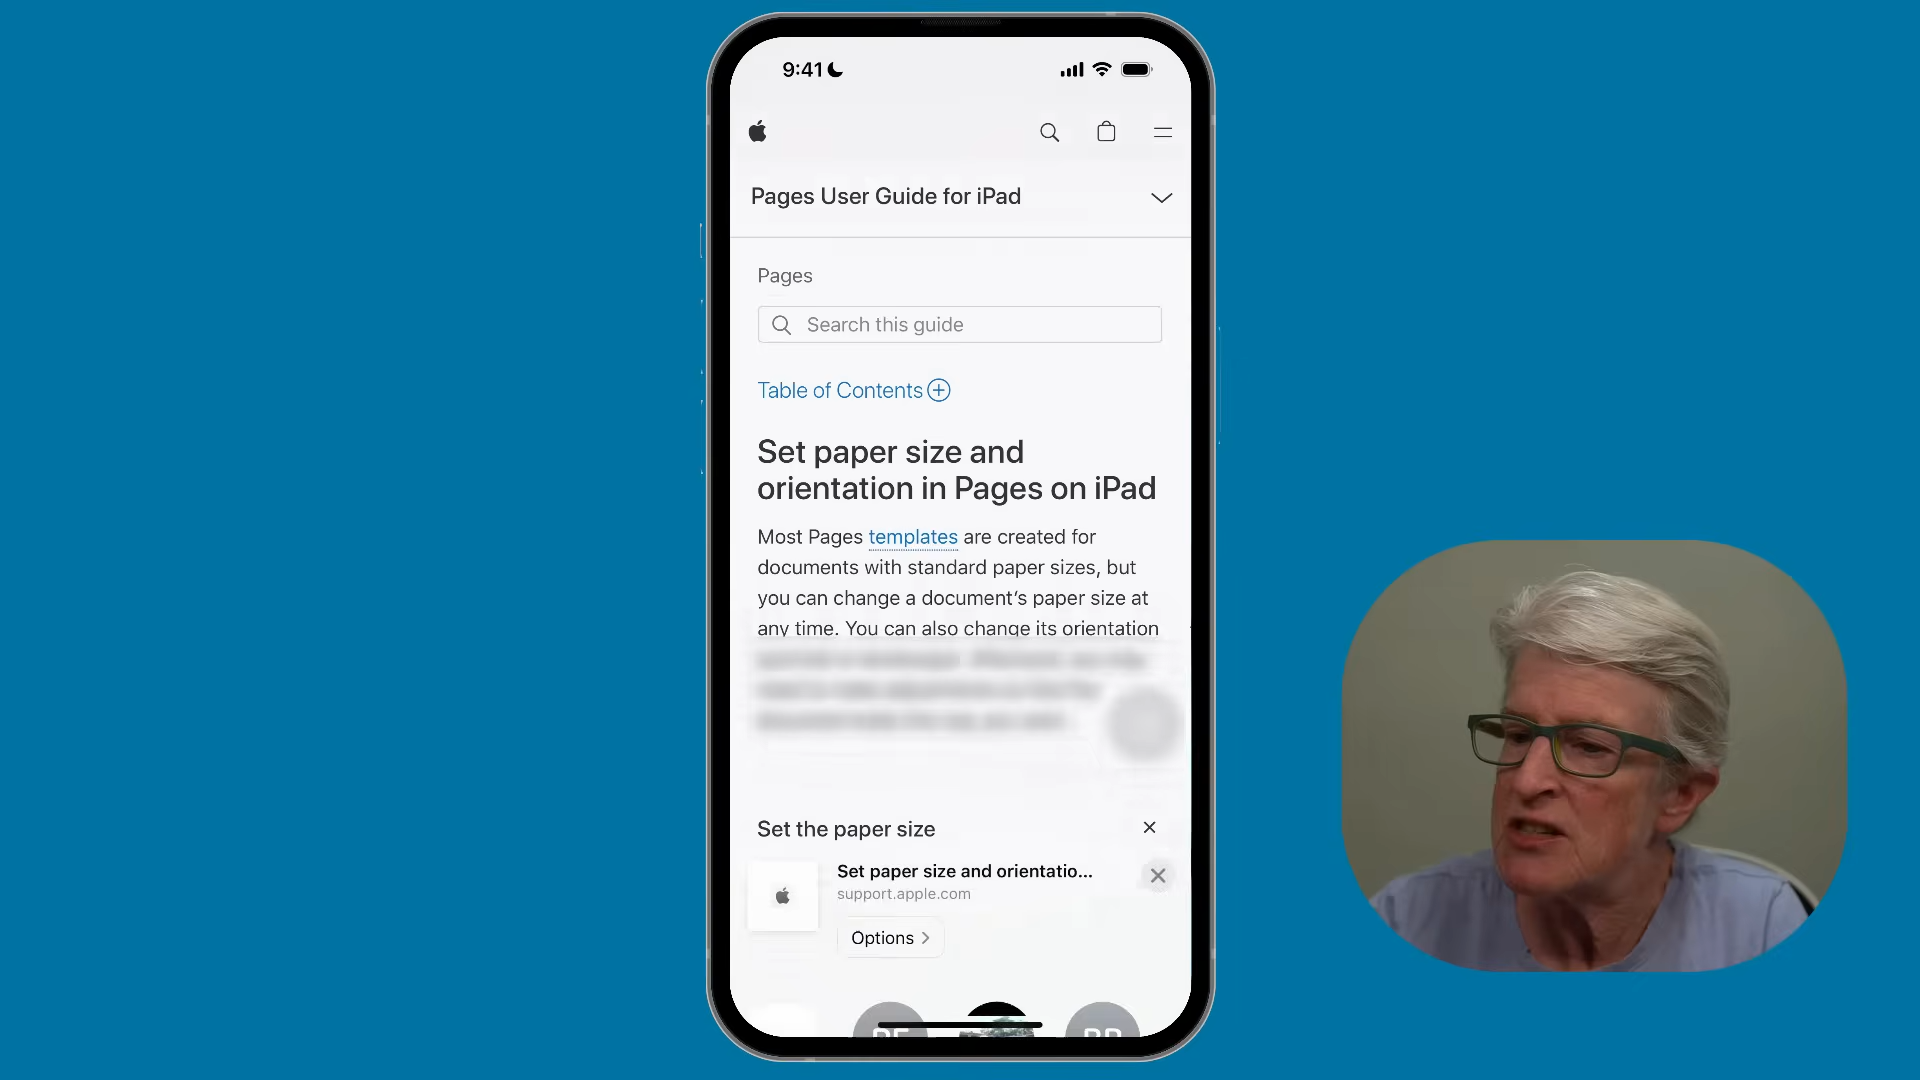 9:41
Pages User Guide for iPad
Pages
Search this guide
Table of Contents
Set paper size and
orientation in Pages on iPad
Most Pages templates are created for
documents with standard paper sizes, but
you can change a document's paper size at
any time. You can also change its orientation
Set the paper size
Set paper size and orientatio...
support.apple.com
Options